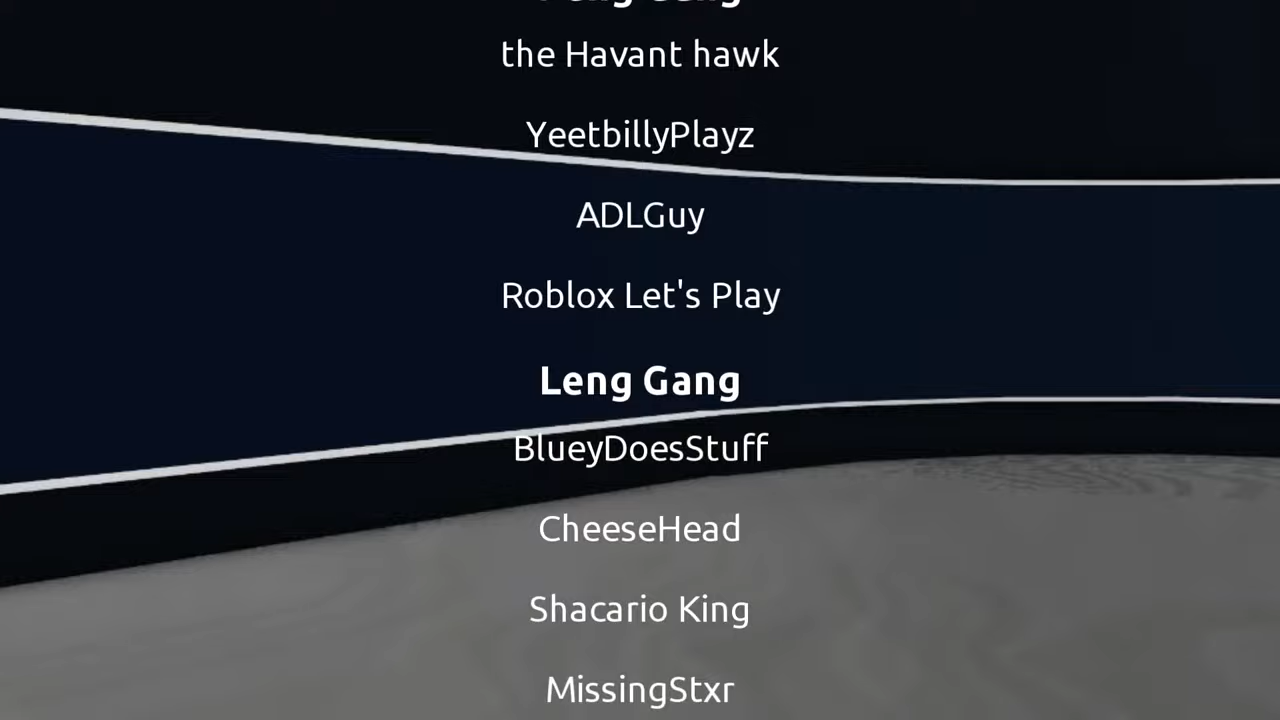 the Havant hawk
YeetbillyPlayz
ADLGuy
Roblox Let's Play
Leng Gang
BlueyDoesStuff
CheeseHead
Shacario King
MissingStxr